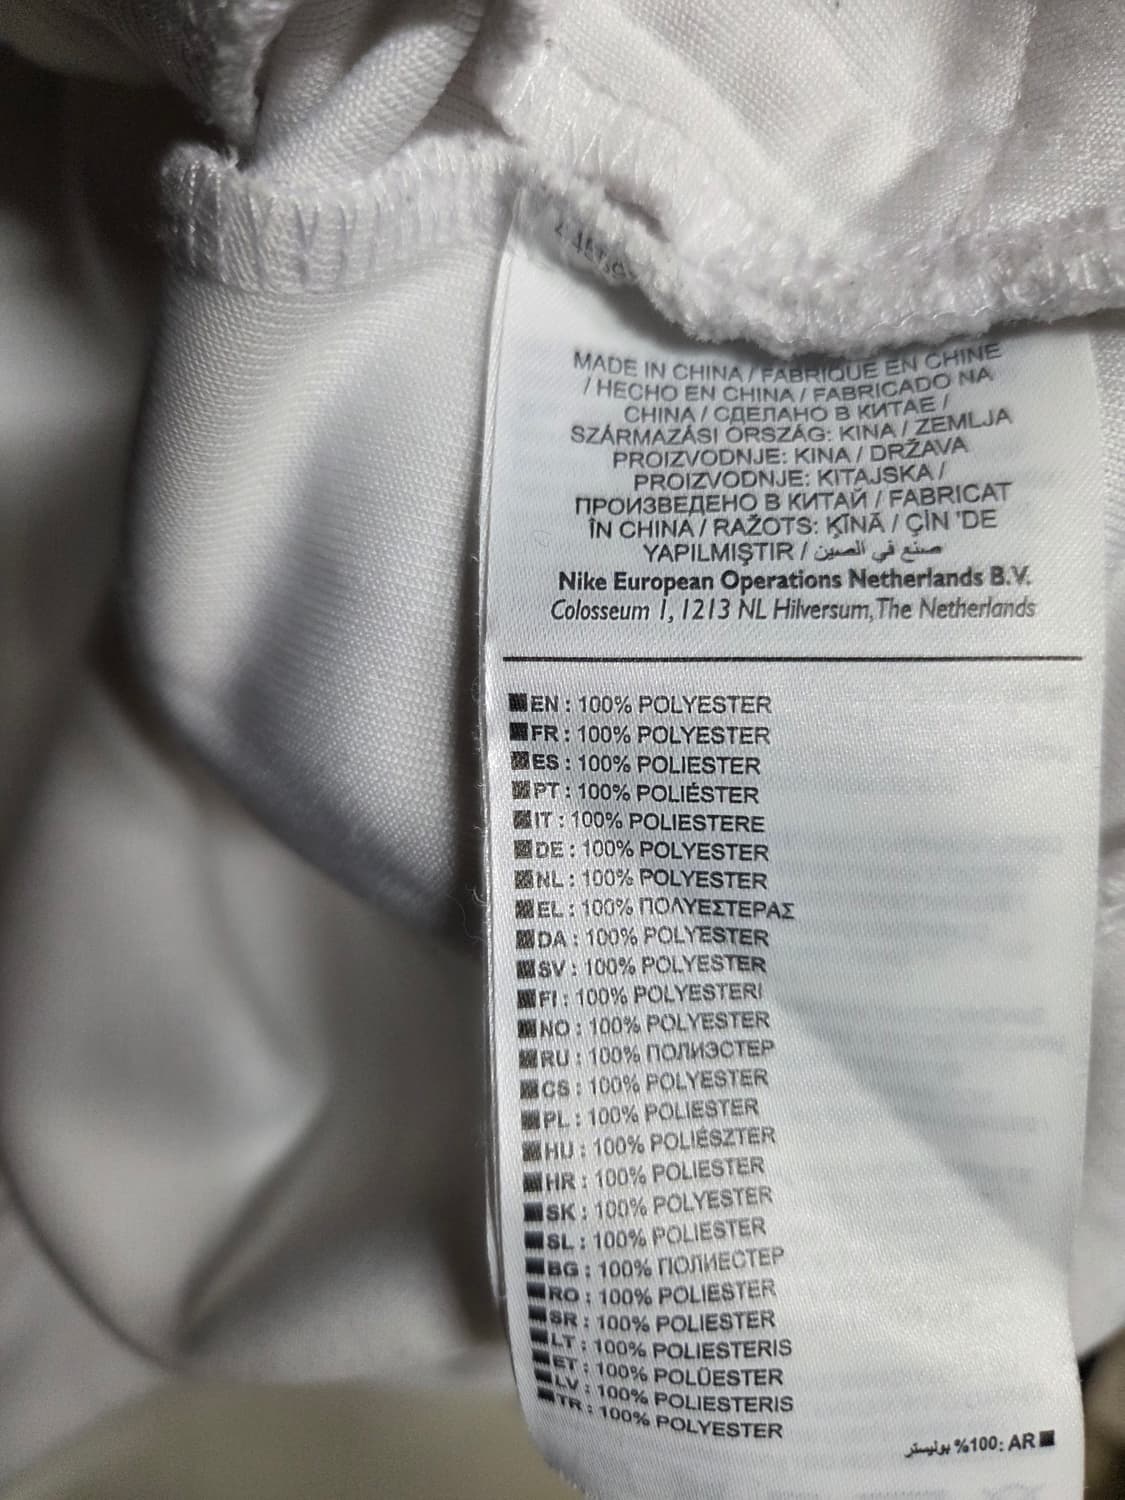 MADE IN CHINA / FABRIQUE EN CHINE
/ HECHO EN CHINA / FABRICADO NA
CHINA / СДЕЛАНО В КИТАЕ /
SZÁRMAZÁSI ORSZÁG: KINA / ZEMLJA
PROIZVODNJE: KINA / DRŽAVA
PROIZVODNJE: KITAJSKA /
ПРОИЗВЕДЕНО В КИТАЙ / FABRICAT
ÎN CHINA / RAŽOTS: ĶĪNĀ / ÇİN 'DE
YAPILMIŞTIR / صنع في الصين
Nike European Operations Netherlands B.V.
Colosseum 1, 1213 NL Hilversum, The Netherlands
EN : 100% POLYESTER
FR : 100% POLYESTER
ES : 100% POLIESTER
PT : 100% POLIÉSTER
IT : 100% POLIESTERE
DE : 100% POLYESTER
NL : 100% POLYESTER
EL : 100% ΠΟΛΥΕΣΤΕΡΑΣ
DA : 100% POLYESTER
SV : 100% POLYESTER
FI : 100% POLYESTERI
NO : 100% POLYESTER
RU : 100% ПОЛИЭСТЕР
CS : 100% POLYESTER
PL : 100% POLIESTER
HU : 100% POLIÉSZTER
HR : 100% POLIESTER
SK : 100% POLYESTER
SL : 100% POLIESTER
BG : 100% ПОЛИЕСТЕР
RO : 100% POLIESTER
SR : 100% POLIESTER
LT : 100% POLIESTERIS
ET : 100% POLÜESTER
LV : 100% POLIESTERIS
TR : 100% POLYESTER
AR :100% بوليستر